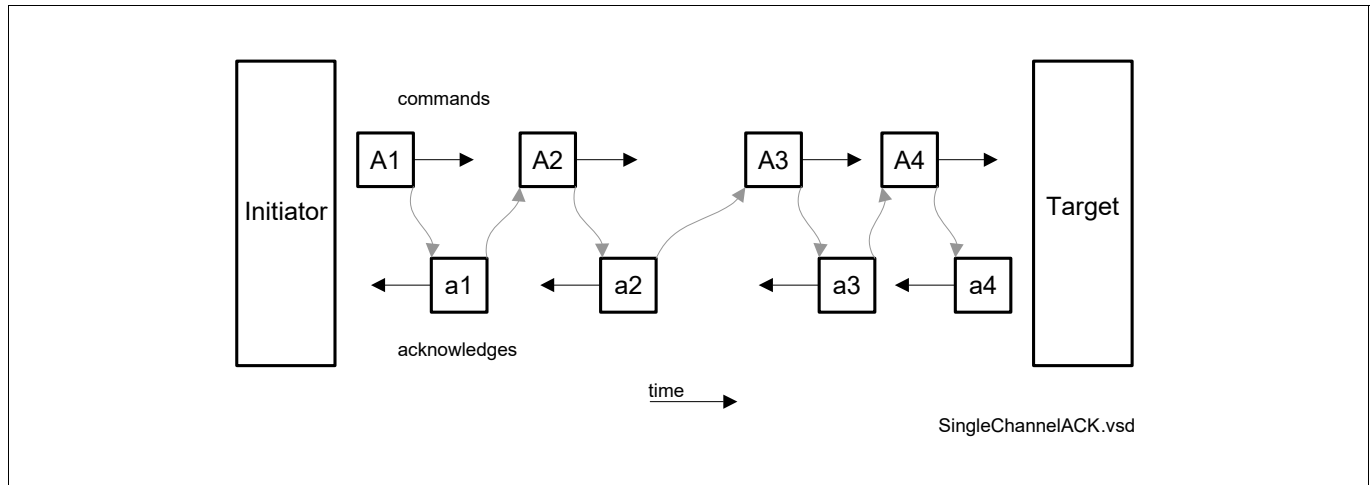 commands
A1 A2 A3 A4
Initiator Target
a1 a2 a3 a4
acknowledges
time
SingleChannelACK.vsd